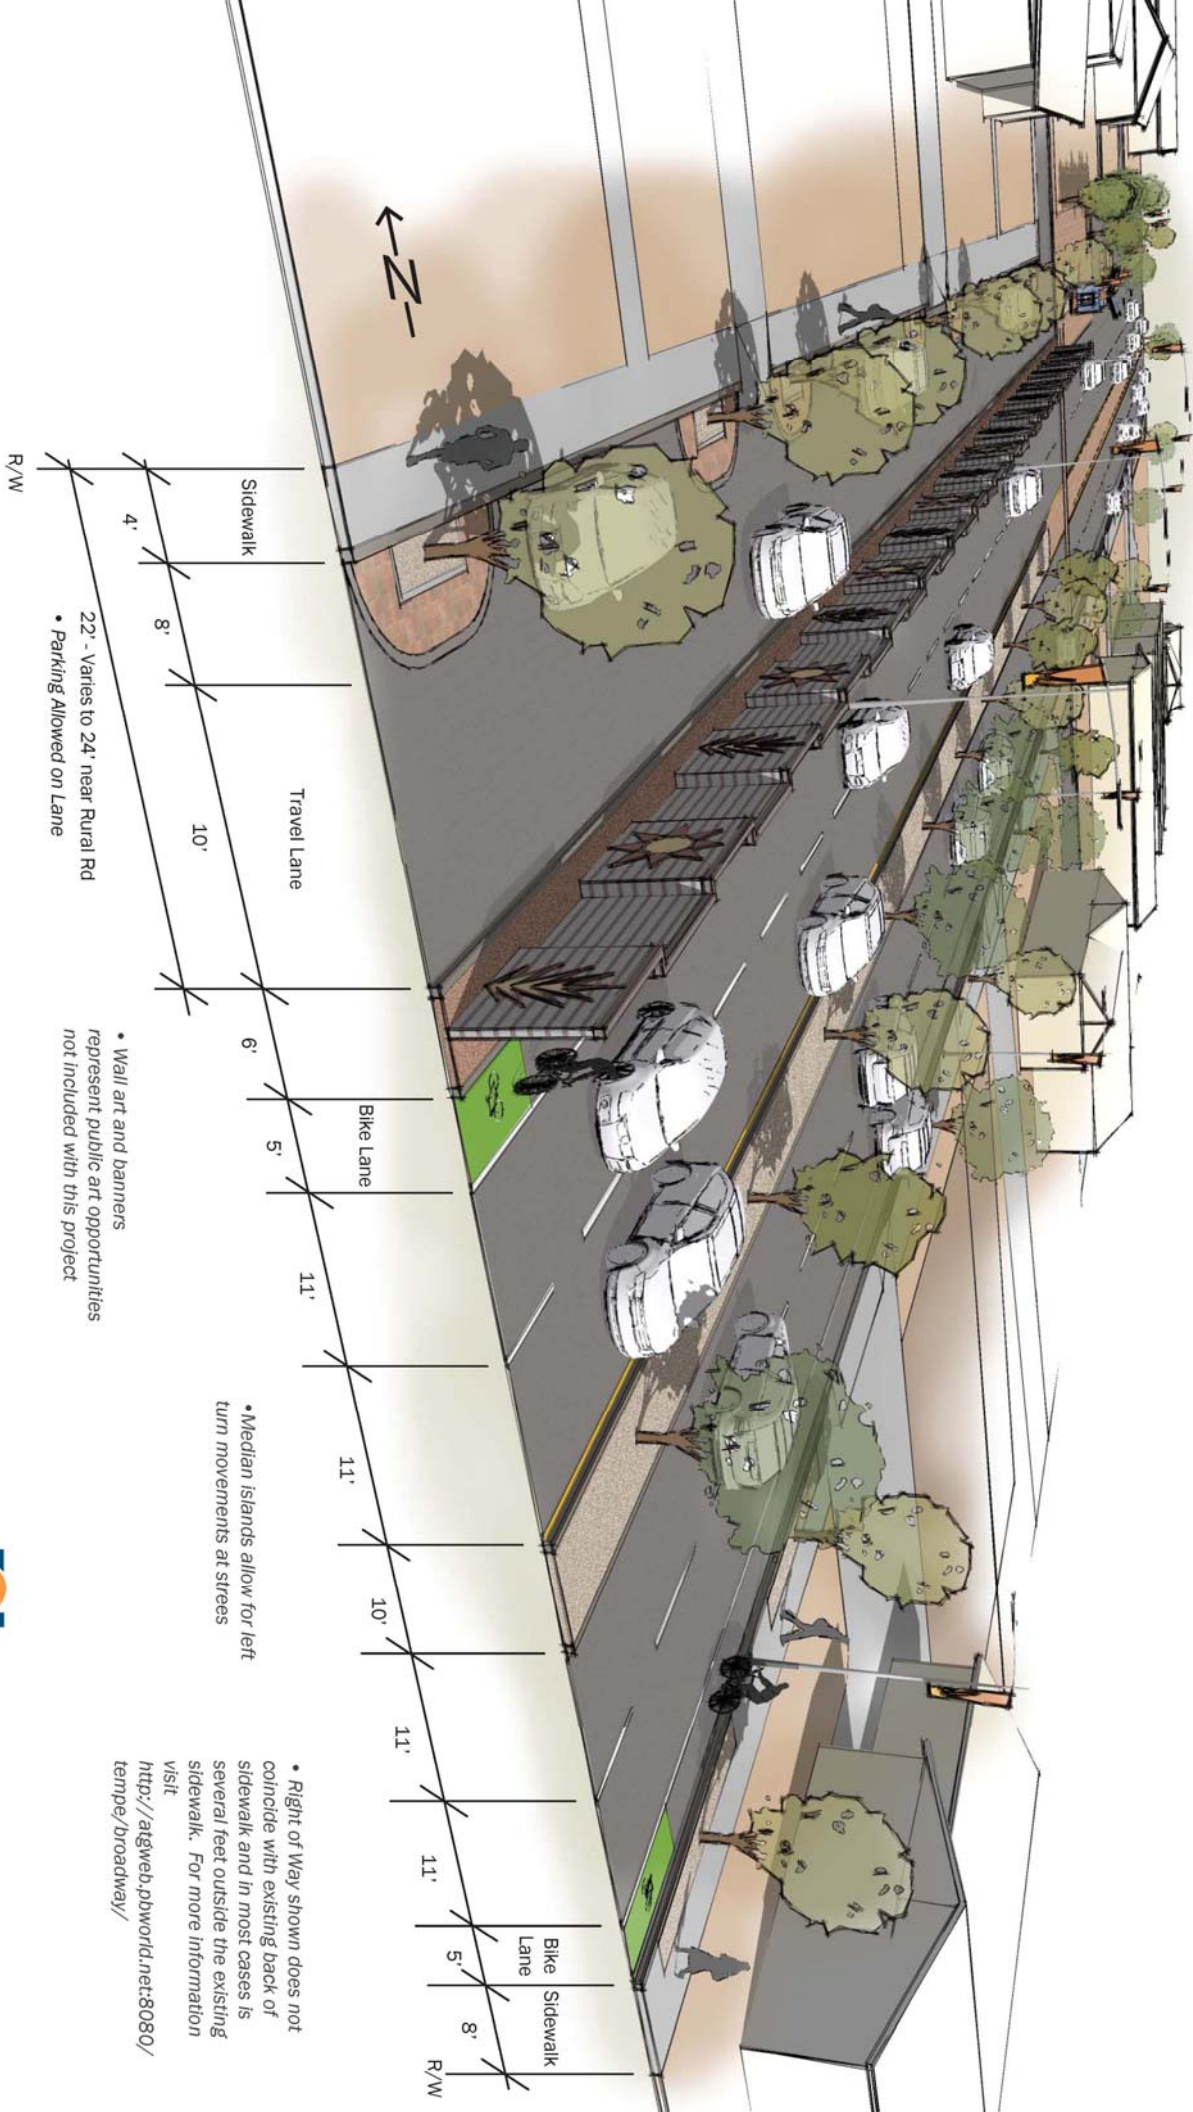 N
Sidewalk
Travel Lane
Bike Lane
Bike
Lane
Sidewalk
R/W
4'
8'
10'
6'
5'
11'
11'
10'
11'
11'
5'
8'
R/W
22' - Varies to 24' near Rural Rd
• Parking Allowed on Lane
• Wall art and banners
represent public art opportunities
not included with this project
•Median islands allow for left
turn movements at strees
• Right of Way shown does not
coincide with existing back of
sidewalk and in most cases is
several feet outside the existing
sidewalk. For more information
visit
http://atgweb.pbworld.net:8080/
tempe/broadway/